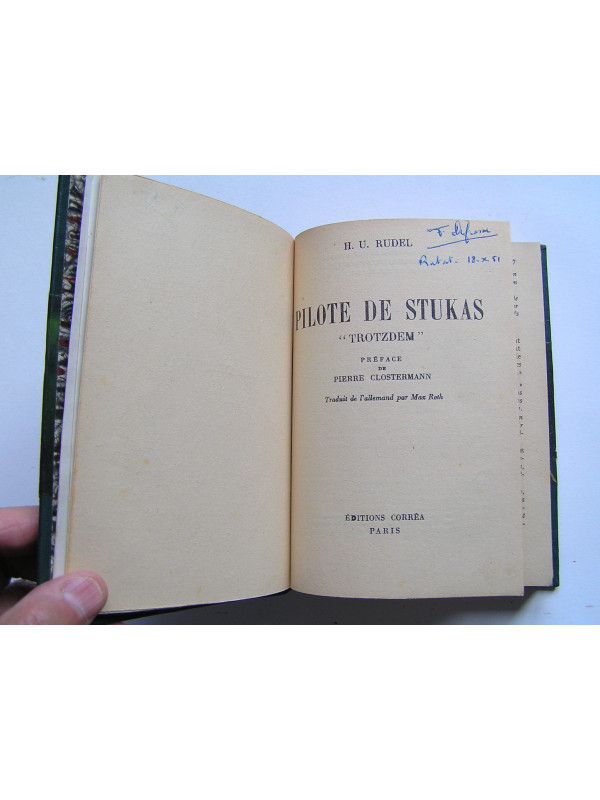 Rabat - 18-X 51
H. U. RUDEL
PILOTE DE STUKAS
"TROTZDEM"
PRÉFACE
DE
PIERRE CLOSTERMANN
Traduit de l'allemand par Max Roth
ÉDITIONS CORRÊA
PARIS